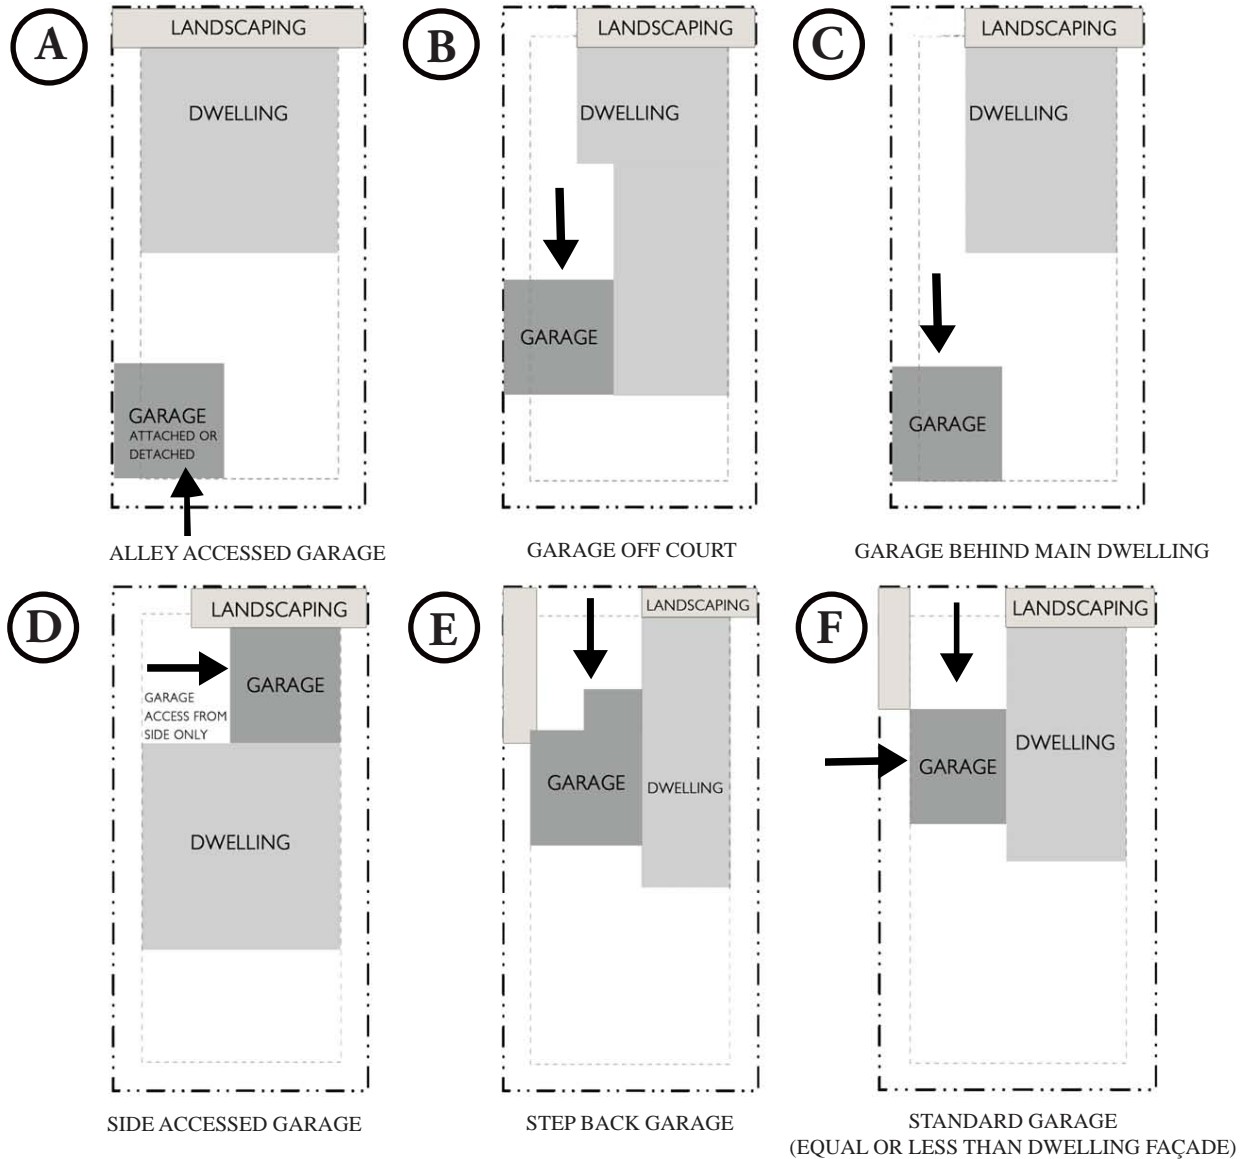 A
LANDSCAPING
DWELLING
GARAGE
ATTACHED OR
DETACHED
ALLEY ACCESSED GARAGE
B
LANDSCAPING
DWELLING
GARAGE
GARAGE OFF COURT
C
LANDSCAPING
DWELLING
GARAGE
GARAGE BEHIND MAIN DWELLING
D
LANDSCAPING
GARAGE
GARAGE
ACCESS FROM
SIDE ONLY
DWELLING
SIDE ACCESSED GARAGE
E
LANDSCAPING
GARAGE
DWELLING
STEP BACK GARAGE
F
LANDSCAPING
DWELLING
GARAGE
STANDARD GARAGE
(EQUAL OR LESS THAN DWELLING FAÇADE)